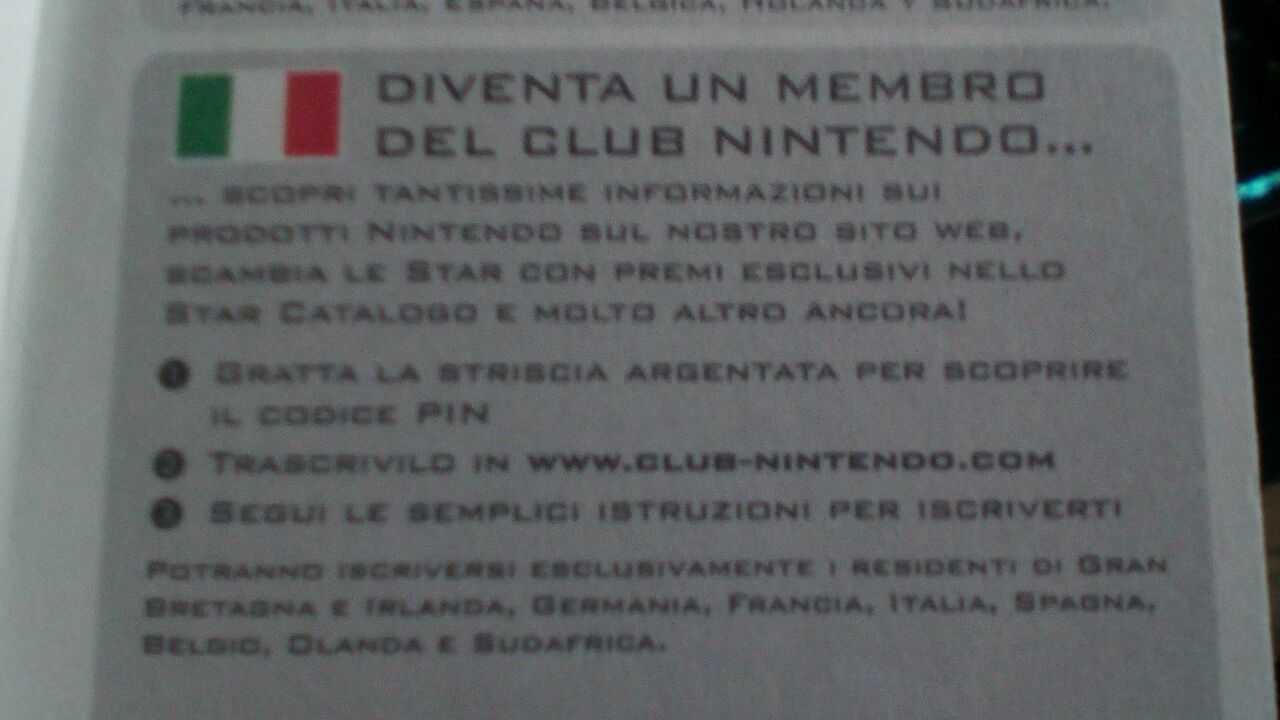 Francia, Italia, España, Bélgica, Holanda y Sudáfrica.
DIVENTA UN MEMBRO
DEL CLUB NINTENDO...
... scopri tantissime informazioni sui
prodotti Nintendo sul nostro sito web,
scambia le Star con premi esclusivi nello
Star Catalogo e molto altro ancora!
1 Gratta la striscia argentata per scoprire
il codice PIN
2 Trascrivilo in www.club-nintendo.com
3 Segui le semplici istruzioni per iscriverti
Potranno iscriversi esclusivamente i residenti di Gran
Bretagna e Irlanda, Germania, Francia, Italia, Spagna,
Belgio, Olanda e Sudafrica.